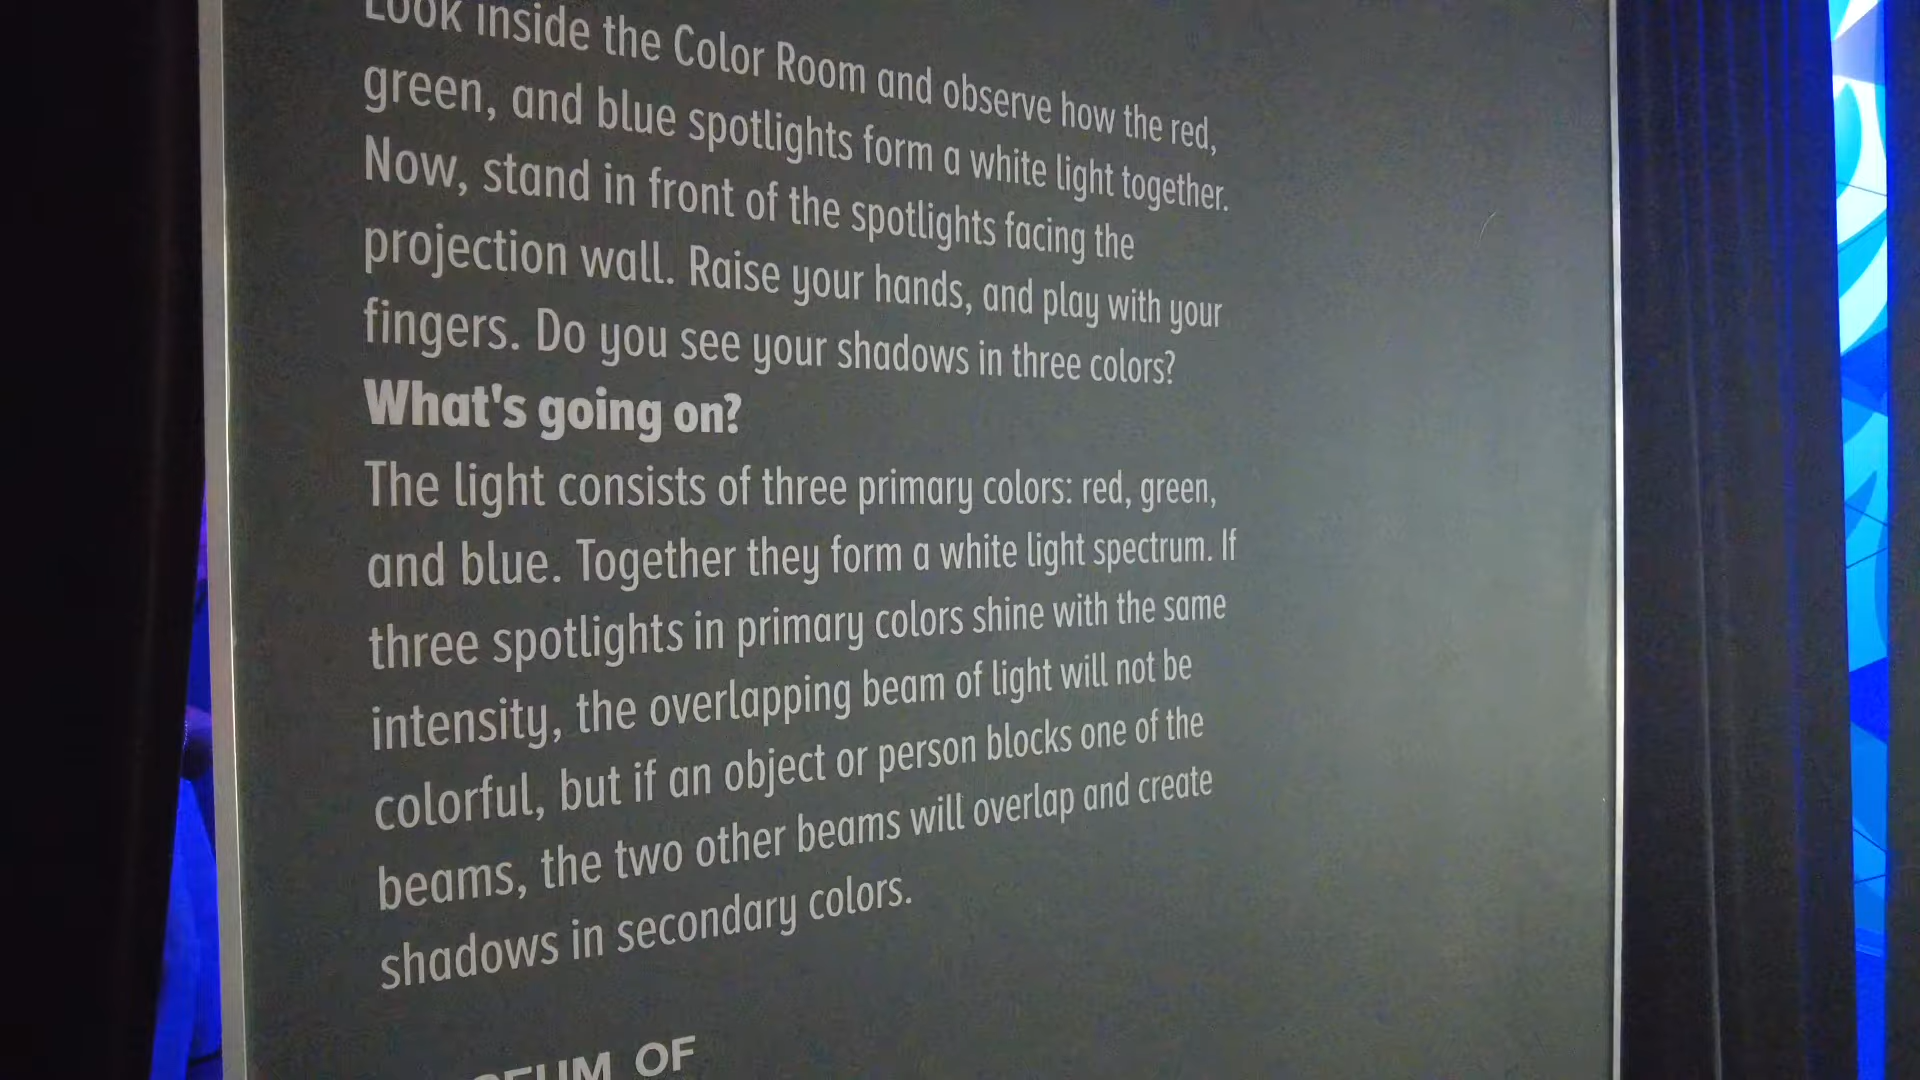 Look inside the Color Room and observe how the red,
green, and blue spotlights form a white light together.
Now, stand in front of the spotlights facing the
projection wall. Raise your hands, and play with your
fingers. Do you see your shadows in three colors?
What's going on?
The light consists of three primary colors: red, green,
and blue. Together they form a white light spectrum. If
three spotlights in primary colors shine with the same
intensity, the overlapping beam of light will not be
colorful, but if an object or person blocks one of the
beams, the two other beams will overlap and create
shadows in secondary colors.
OF